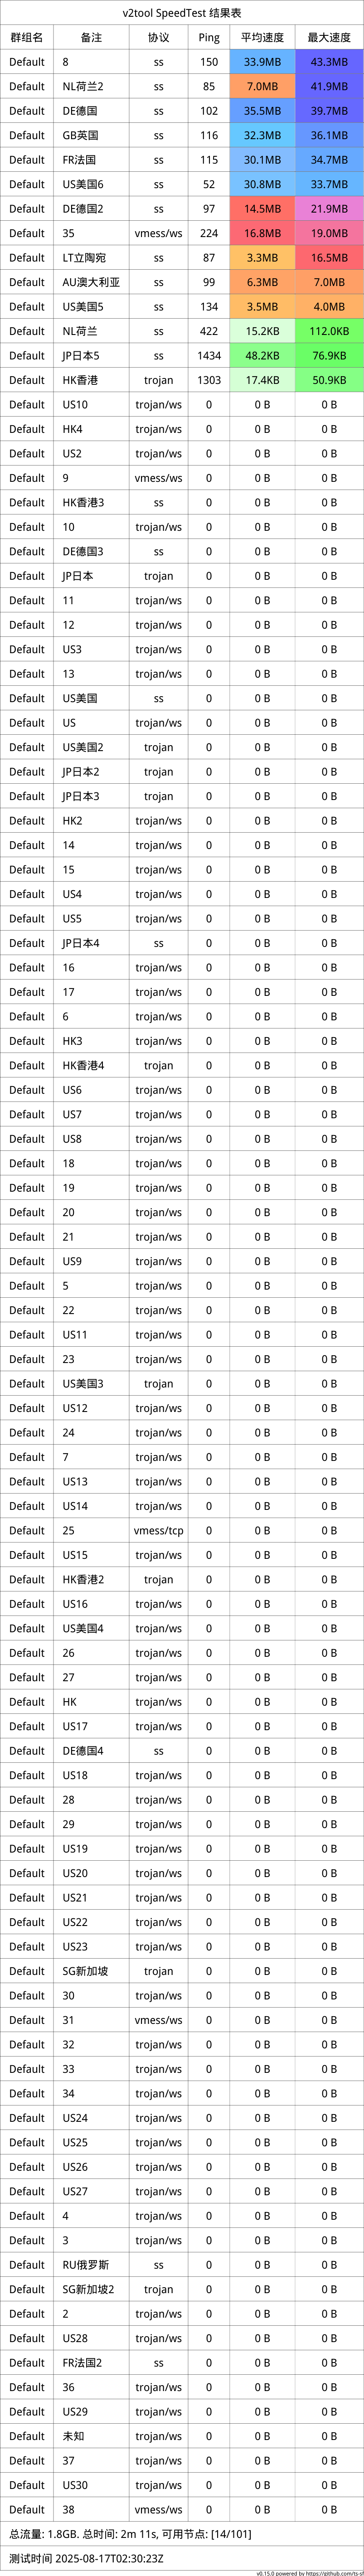 v2tool SpeedTest 结果表
群组名 备注 协议 Ping 平均速度 最大速度
Default 8 ss 150 33.9MB 43.3MB
Default NL荷兰2 ss 85 7.0MB 41.9MB
Default DE德国 ss 102 35.5MB 39.7MB
Default GB英国 ss 116 32.3MB 36.1MB
Default FR法国 ss 115 30.1MB 34.7MB
Default US美国6 ss 52 30.8MB 33.7MB
Default DE德国2 ss 97 14.5MB 21.9MB
Default 35 vmess/ws 224 16.8MB 19.0MB
Default LT立陶宛 ss 87 3.3MB 16.5MB
Default AU澳大利亚 ss 99 6.3MB 7.0MB
Default US美国5 ss 134 3.5MB 4.0MB
Default NL荷兰 ss 422 15.2KB 112.0KB
Default JP日本5 ss 1434 48.2KB 76.9KB
Default HK香港 trojan 1303 17.4KB 50.9KB
Default US10 trojan/ws 0 0 B 0 B
Default HK4 trojan/ws 0 0 B 0 B
Default US2 trojan/ws 0 0 B 0 B
Default 9 vmess/ws 0 0 B 0 B
Default HK香港3 ss 0 0 B 0 B
Default 10 trojan/ws 0 0 B 0 B
Default DE德国3 ss 0 0 B 0 B
Default JP日本 trojan 0 0 B 0 B
Default 11 trojan/ws 0 0 B 0 B
Default 12 trojan/ws 0 0 B 0 B
Default US3 trojan/ws 0 0 B 0 B
Default 13 trojan/ws 0 0 B 0 B
Default US美国 ss 0 0 B 0 B
Default US trojan/ws 0 0 B 0 B
Default US美国2 trojan 0 0 B 0 B
Default JP日本2 trojan 0 0 B 0 B
Default JP日本3 trojan 0 0 B 0 B
Default HK2 trojan/ws 0 0 B 0 B
Default 14 trojan/ws 0 0 B 0 B
Default 15 trojan/ws 0 0 B 0 B
Default US4 trojan/ws 0 0 B 0 B
Default US5 trojan/ws 0 0 B 0 B
Default JP日本4 ss 0 0 B 0 B
Default 16 trojan/ws 0 0 B 0 B
Default 17 trojan/ws 0 0 B 0 B
Default 6 trojan/ws 0 0 B 0 B
Default HK3 trojan/ws 0 0 B 0 B
Default HK香港4 trojan 0 0 B 0 B
Default US6 trojan/ws 0 0 B 0 B
Default US7 trojan/ws 0 0 B 0 B
Default US8 trojan/ws 0 0 B 0 B
Default 18 trojan/ws 0 0 B 0 B
Default 19 trojan/ws 0 0 B 0 B
Default 20 trojan/ws 0 0 B 0 B
Default 21 trojan/ws 0 0 B 0 B
Default US9 trojan/ws 0 0 B 0 B
Default 5 trojan/ws 0 0 B 0 B
Default 22 trojan/ws 0 0 B 0 B
Default US11 trojan/ws 0 0 B 0 B
Default 23 trojan/ws 0 0 B 0 B
Default US美国3 trojan 0 0 B 0 B
Default US12 trojan/ws 0 0 B 0 B
Default 24 trojan/ws 0 0 B 0 B
Default 7 trojan/ws 0 0 B 0 B
Default US13 trojan/ws 0 0 B 0 B
Default US14 trojan/ws 0 0 B 0 B
Default 25 vmess/tcp 0 0 B 0 B
Default US15 trojan/ws 0 0 B 0 B
Default HK香港2 trojan 0 0 B 0 B
Default US16 trojan/ws 0 0 B 0 B
Default US美国4 trojan/ws 0 0 B 0 B
Default 26 trojan/ws 0 0 B 0 B
Default 27 trojan/ws 0 0 B 0 B
Default HK trojan/ws 0 0 B 0 B
Default US17 trojan/ws 0 0 B 0 B
Default DE德国4 ss 0 0 B 0 B
Default US18 trojan/ws 0 0 B 0 B
Default 28 trojan/ws 0 0 B 0 B
Default 29 trojan/ws 0 0 B 0 B
Default US19 trojan/ws 0 0 B 0 B
Default US20 trojan/ws 0 0 B 0 B
Default US21 trojan/ws 0 0 B 0 B
Default US22 trojan/ws 0 0 B 0 B
Default US23 trojan/ws 0 0 B 0 B
Default SG新加坡 trojan 0 0 B 0 B
Default 30 trojan/ws 0 0 B 0 B
Default 31 vmess/ws 0 0 B 0 B
Default 32 trojan/ws 0 0 B 0 B
Default 33 trojan/ws 0 0 B 0 B
Default 34 trojan/ws 0 0 B 0 B
Default US24 trojan/ws 0 0 B 0 B
Default US25 trojan/ws 0 0 B 0 B
Default US26 trojan/ws 0 0 B 0 B
Default US27 trojan/ws 0 0 B 0 B
Default 4 trojan/ws 0 0 B 0 B
Default 3 trojan/ws 0 0 B 0 B
Default RU俄罗斯 ss 0 0 B 0 B
Default SG新加坡2 trojan 0 0 B 0 B
Default 2 trojan/ws 0 0 B 0 B
Default US28 trojan/ws 0 0 B 0 B
Default FR法国2 ss 0 0 B 0 B
Default 36 trojan/ws 0 0 B 0 B
Default US29 trojan/ws 0 0 B 0 B
Default 未知 trojan/ws 0 0 B 0 B
Default 37 trojan/ws 0 0 B 0 B
Default US30 trojan/ws 0 0 B 0 B
Default 38 vmess/ws 0 0 B 0 B
总流量: 1.8GB. 总时间: 2m 11s, 可用节点: [14/101]
测试时间 2025-08-17T02:30:23Z
v0.15.0 powered by